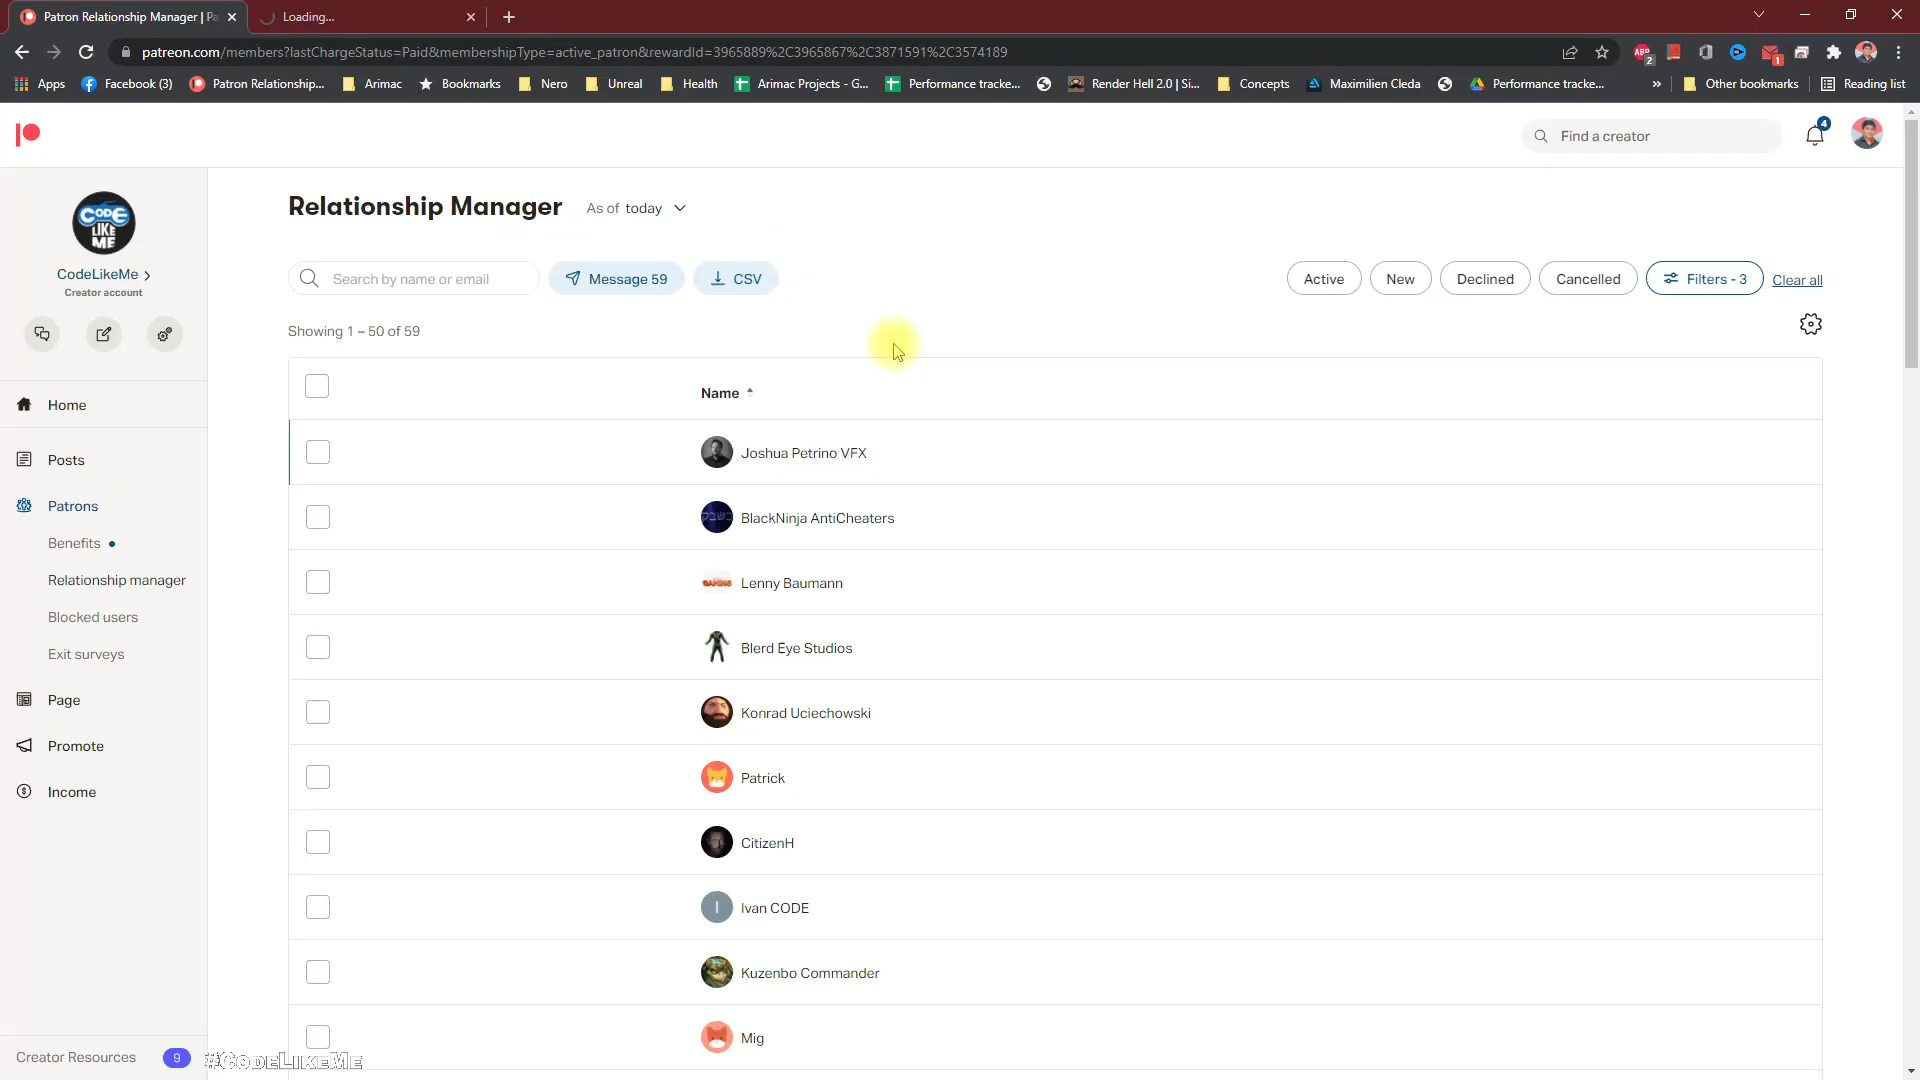 Patron Relationship Manager | Pa
Loading...
patreon.com/members?lastChargeStatus=Paid&membershipType=active_patron&rewardId=3965889%2C3965867%2C3871591%2C3574189
ABP
2
1
Apps
Facebook (3)
Patron Relationship...
Arimac
Bookmarks
Nero
Unreal
Health
Arimac Projects - G...
Performance tracke...
Render Hell 2.0 | Si...
Concepts
Maximilien Cleda
Performance tracke...
»
Other bookmarks
Reading list
Find a creator
4
CODE
LIKE
ME
CodeLikeMe
Creator account
Home
Posts
Patrons
Benefits
Relationship manager
Blocked users
Exit surveys
Page
Promote
Income
Creator Resources 9
#CodeLikeMe
Relationship Manager
As of today
Search by name or email
Message 59
CSV
Active
New
Declined
Cancelled
Filters - 3
Clear all
Showing 1 – 50 of 59
Name
Joshua Petrino VFX
BlackNinja AntiCheaters
GAMING
Lenny Baumann
Blerd Eye Studios
Konrad Uciechowski
Patrick
CitizenH
I
Ivan CODE
Kuzenbo Commander
Mig